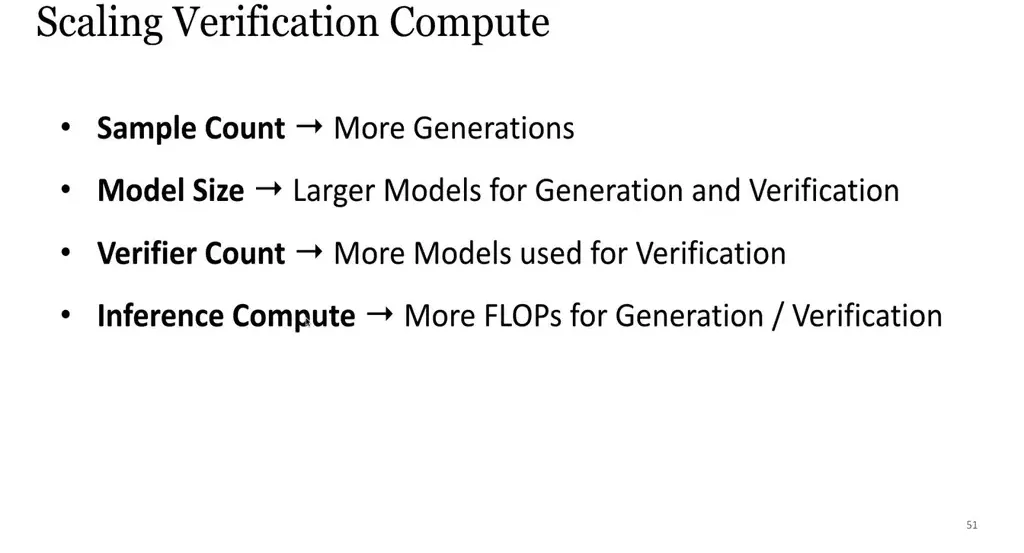 Scaling Verification Compute
• Sample Count → More Generations
• Model Size → Larger Models for Generation and Verification
• Verifier Count → More Models used for Verification
• Inference Compute → More FLOPs for Generation / Verification
51